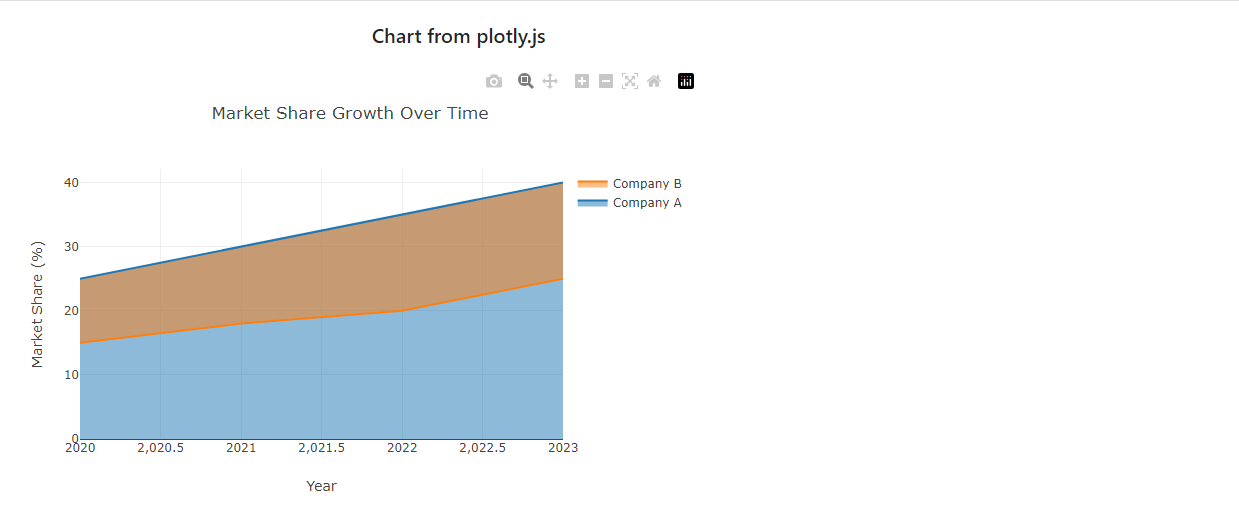 Chart from plotly.js
Market Share Growth Over Time
40
30
20
10
0
Market Share (%)
Company B
Company A
2020 2,020.5 2021 2,021.5 2022 2,022.5 2023
Year